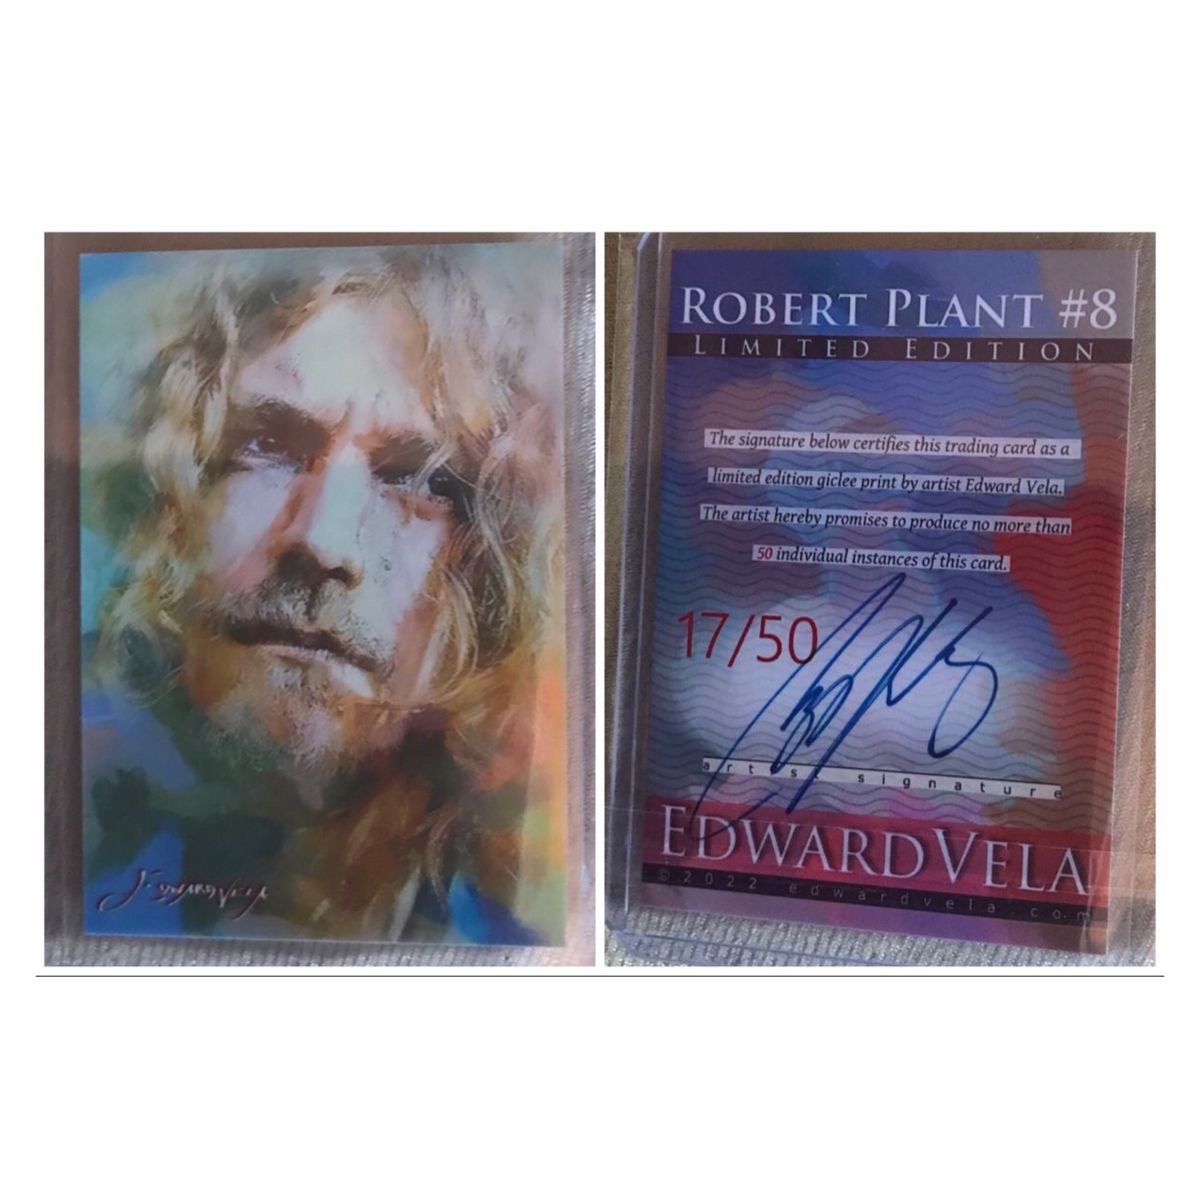 J. EDWARD VELA
ROBERT PLANT #8
LIMITED EDITION
The signature below certifies this trading card as a
limited edition giclee print by artist Edward Vela.
The artist hereby promises to produce no more than
50 individual instances of this card.
17/50
artist signature
EDWARDVELA
©2022 edwardvela.com